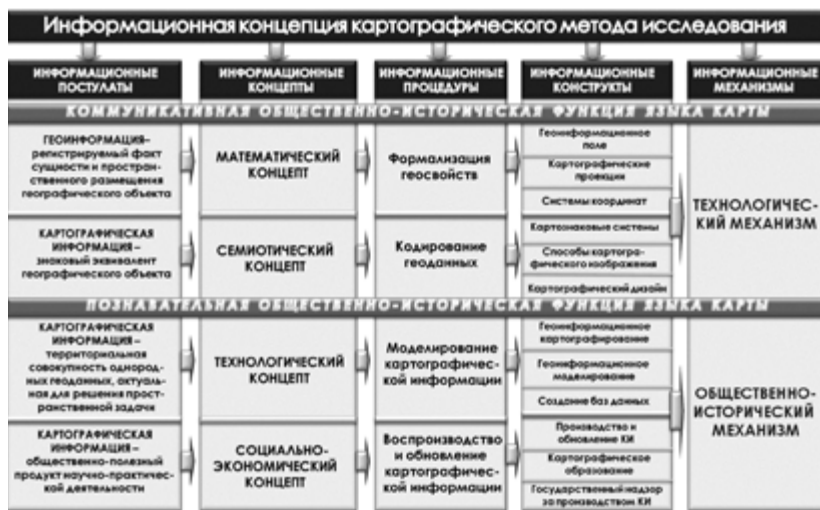 Информационная концепция картографического метода исследования
ИНФОРМАЦИОННЫЕ
ПОСТУЛАТЫ
ИНФОРМАЦИОННЫЕ
КОНЦЕПТЫ
ИНФОРМАЦИОННЫЕ
ПРОЦЕДУРЫ
ИНФОРМАЦИОННЫЕ
КОНСТРУКТЫ
ИНФОРМАЦИОННЫЕ
МЕХАНИЗМЫ
КОММУНИКАТИВНАЯ ОБЩЕСТВЕННО-ИСТОРИЧЕСКАЯ ФУНКЦИЯ ЯЗЫКА КАРТЫ
ГЕОИНФОРМАЦИЯ–
регистрируемый факт
сущности и простран-
ственного размещения
географического объекта
МАТЕМАТИЧЕСКИЙ
КОНЦЕПТ
Формализация
геосвойств
Геоинформационное
поле
Картографические
проекции
Системы координат
КАРТОГРАФИЧЕСКАЯ
ИНФОРМАЦИЯ –
знаковый эквивалент
географического объекта
СЕМИОТИЧЕСКИЙ
КОНЦЕПТ
Кодирование
геоданных
Картознаковые системы
Способы картогра-
фического изображения
Картографический дизайн
ТЕХНОЛОГИЧЕС-
КИЙ МЕХАНИЗМ
ПОЗНАВАТЕЛЬНАЯ ОБЩЕСТВЕННО-ИСТОРИЧЕСКАЯ ФУНКЦИЯ ЯЗЫКА КАРТЫ
КАРТОГРАФИЧЕСКАЯ
ИНФОРМАЦИЯ –
территориальная
совокупность однород-
ных геоданных, актуаль-
ная для решения прост-
ранственной задачи
ТЕХНОЛОГИЧЕСКИЙ
КОНЦЕПТ
Моделирование
картографичес-
кой информации
Геоинформационное
картографирование
Геоинформационное
моделирование
Создание баз данных
КАРТОГРАФИЧЕСКАЯ
ИНФОРМАЦИЯ –
общественно-полезный
продукт научно-практичес-
кой деятельности
СОЦИАЛЬНО-
ЭКОНОМИЧЕСКИЙ
КОНЦЕПТ
Воспроизводство
и обновление
картографичес-
кой информации
Производство и
обновление КИ
Картографическое
образование
Государственный надзор
за производством КИ
ОБЩЕСТВЕННО-
ИСТОРИЧЕСКИЙ
МЕХАНИЗМ